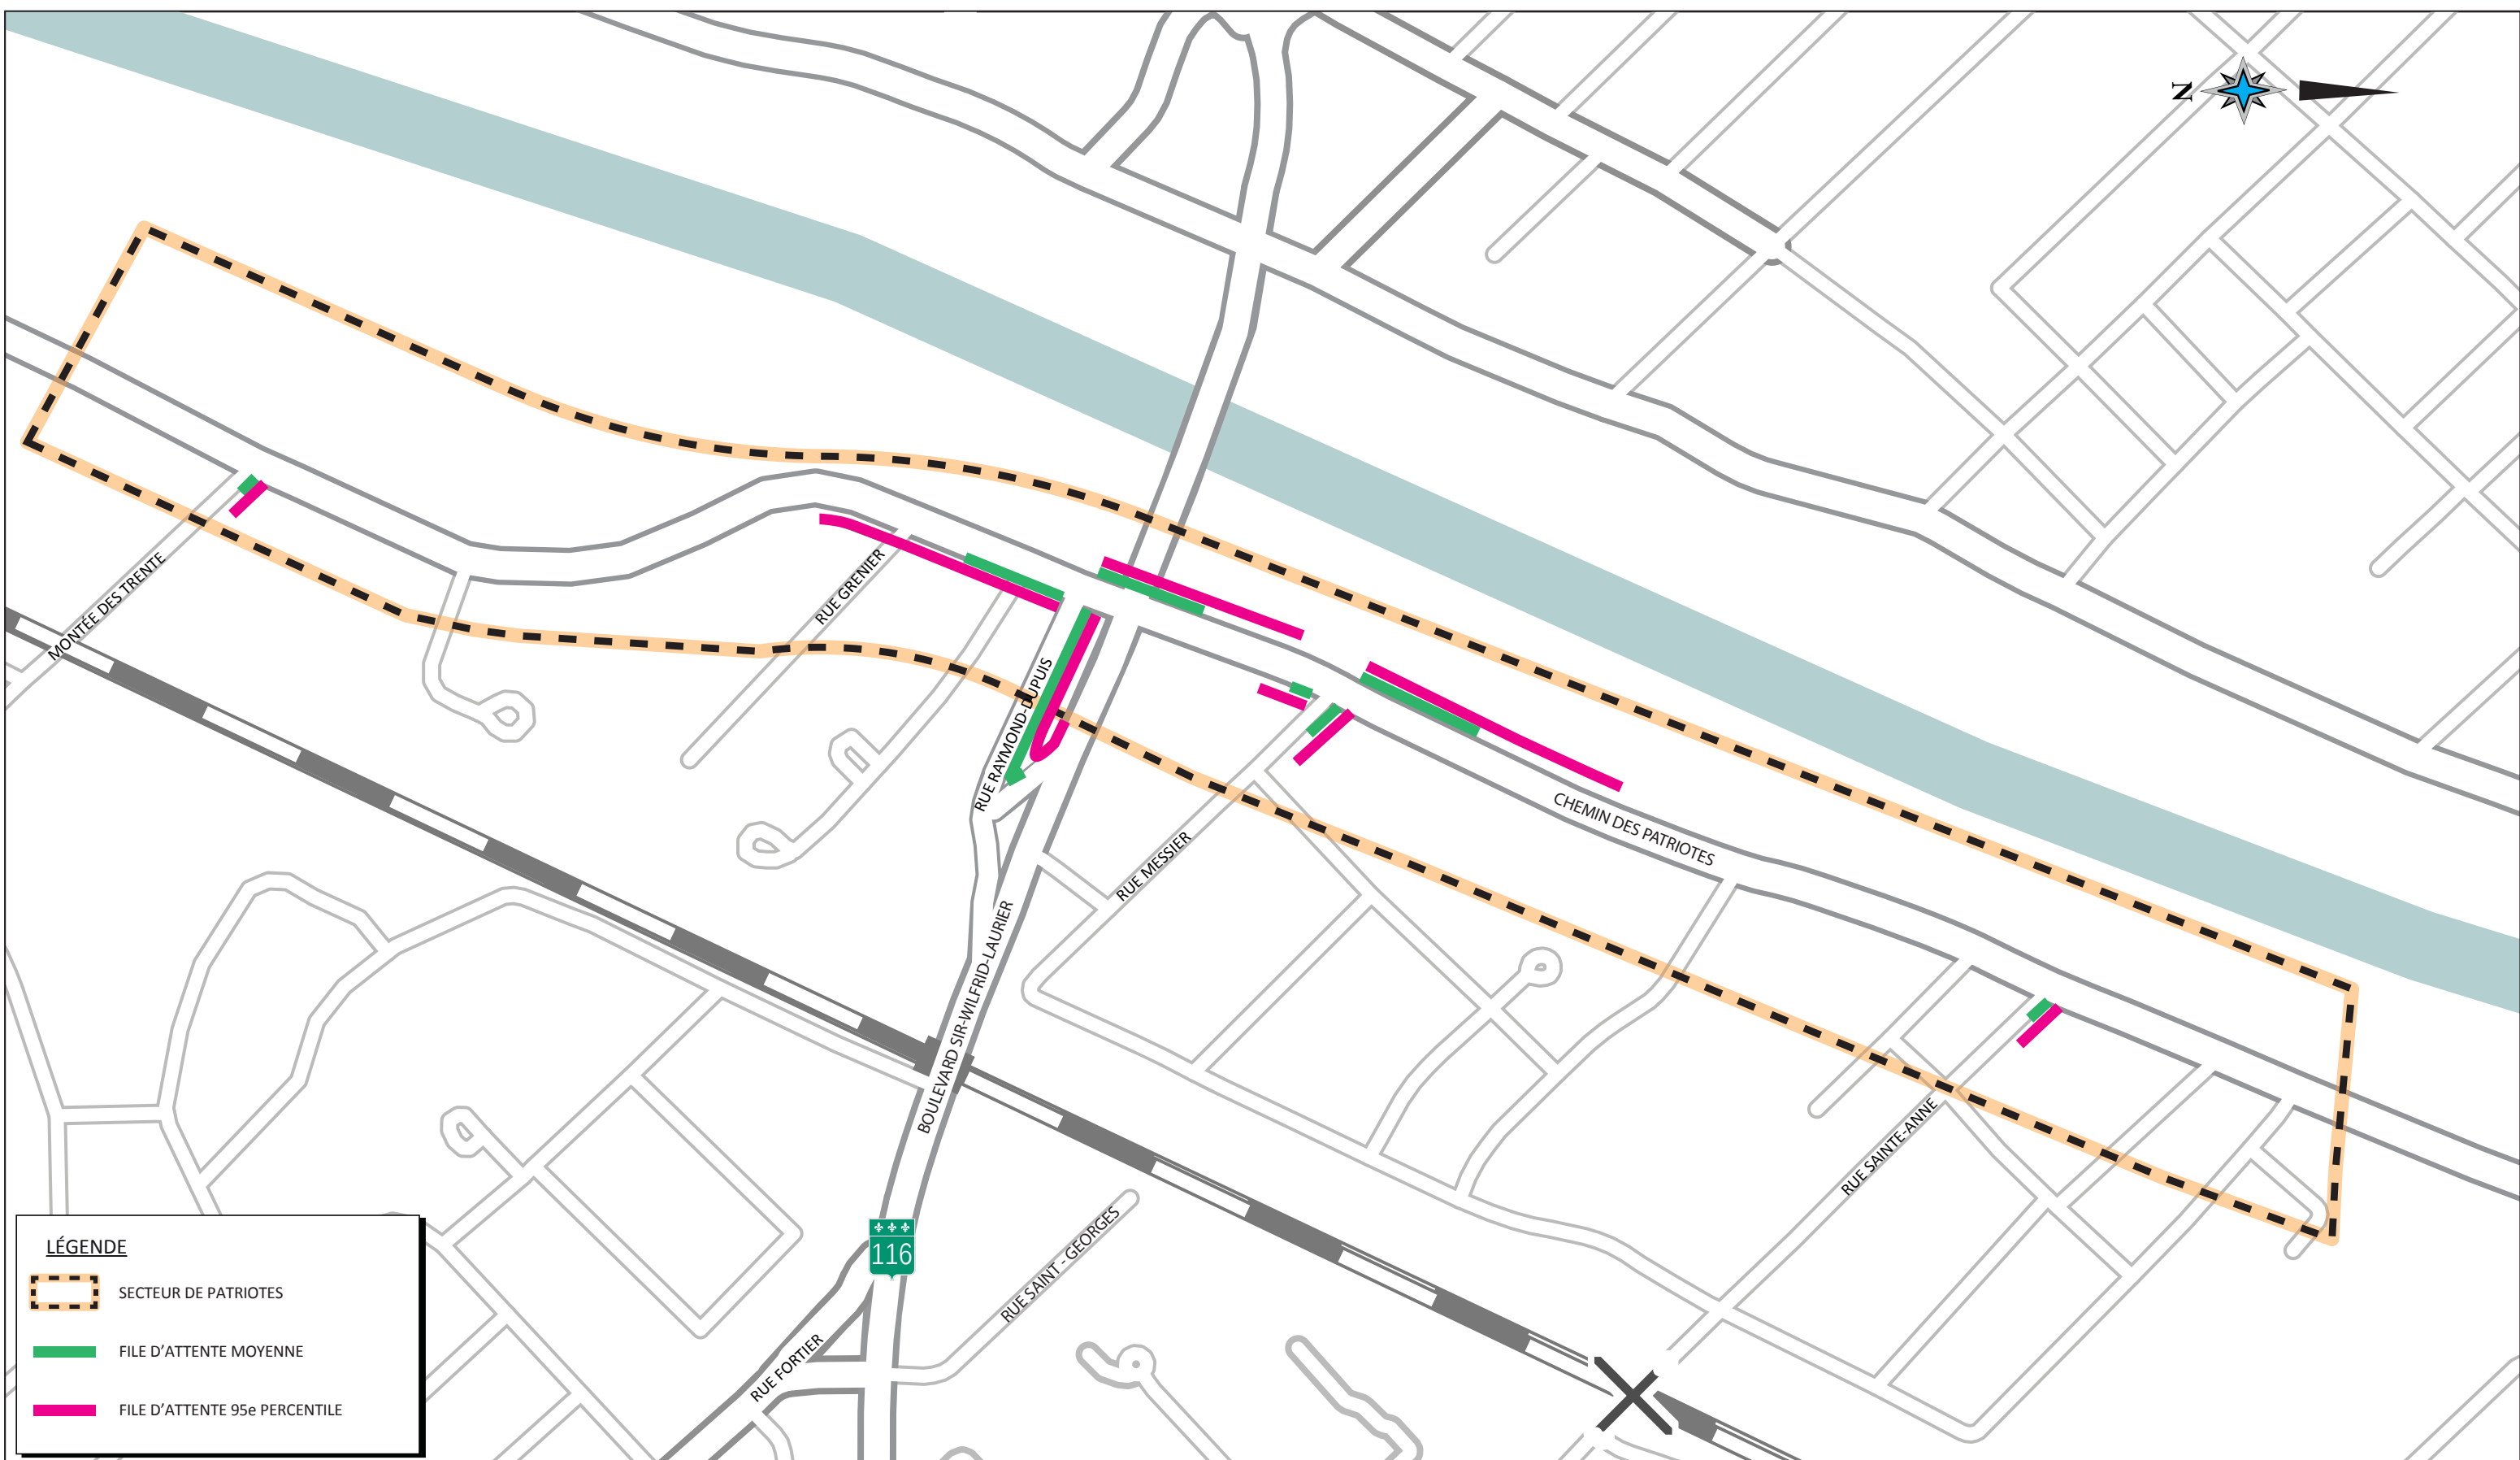 N
MONTÉE DES TRENTE
RUE GRENIER
RUE RAYMOND-DUPUIS
RUE MESSIER
CHEMIN DES PATRIOTES
BOULEVARD SIR-WILFRID-LAURIER
RUE SAINTE-ANNE
116
RUE SAINT - GEORGES
RUE FORTIER
LÉGENDE
SECTEUR DE PATRIOTES
FILE D'ATTENTE MOYENNE
FILE D'ATTENTE 95e PERCENTILE